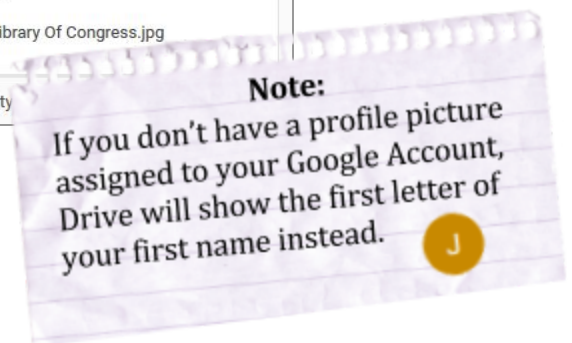 ibrary Of Congress.jpg
ty
Note:
If you don't have a profile picture
assigned to your Google Account,
Drive will show the first letter of
your first name instead.
J